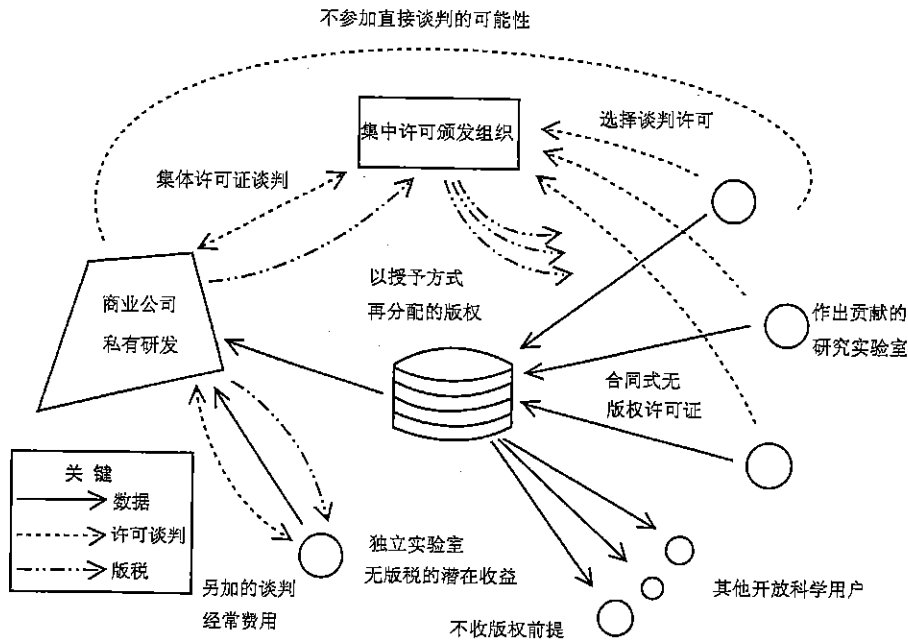 不参加直接谈判的可能性
集中许可颁发组织
选择谈判许可
集体许可证谈判
商业公司
私有研发
以授予方式
再分配的版权
作出贡献的
研究实验室
合同式无
版权许可证
关 键
数据
许可谈判
版税
另加的谈判
经常费用
独立实验室
无版税的潜在收益
不收版权前提
其他开放科学用户